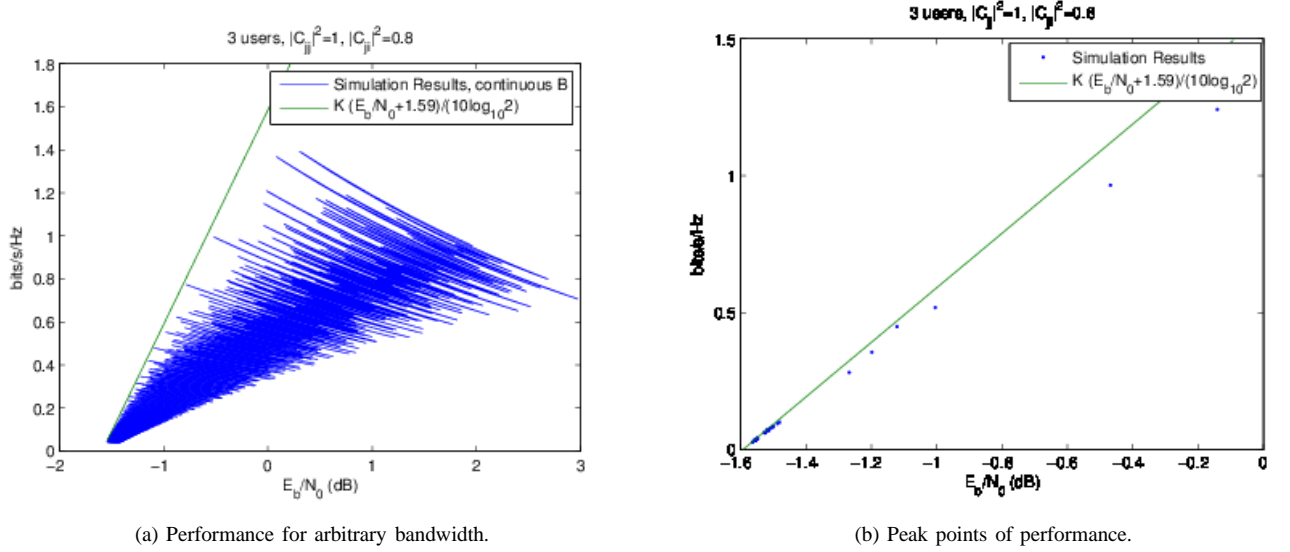 3 users, |C_jj|^2=1, |C_ji|^2=0.8
Simulation Results, continuous B
K (E_b/N_0+1.59)/(10log_10 2)
bits/s/Hz
1.8
1.6
1.4
1.2
1
0.8
0.6
0.4
0.2
0
−2
−1
0
1
2
3
E_b/N_0 (dB)
(a) Performance for arbitrary bandwidth.
3 users, |C_jj|^2=1, |C_ji|^2=0.8
Simulation Results
K (E_b/N_0+1.59)/(10log_10 2)
bits/s/Hz
1.5
1
0.5
0
−1.6
−1.4
−1.2
−1
−0.8
−0.6
−0.4
−0.2
0
E_b/N_0 (dB)
(b) Peak points of performance.